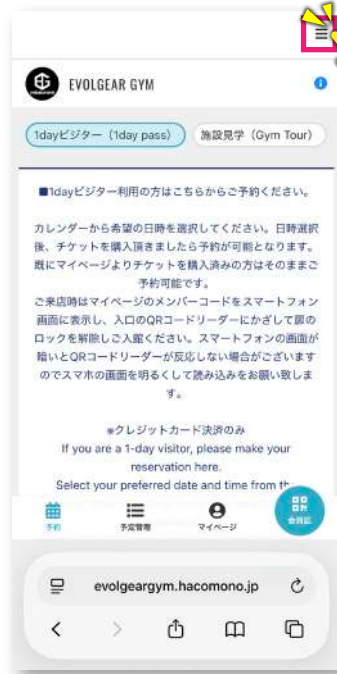 EVOLGEAR GYM
1dayビジター（1day pass）
施設見学（Gym Tour）
■1dayビジター利用の方はこちらからご予約ください。
カレンダーから希望の日時を選択してください。日時選択
後、チケットを購入頂きましたら予約が可能となります。
既にマイページよりチケットを購入済みの方はそのままご
予約可能です。
ご来店時はマイページのメンバーコードをスマートフォン
画面に表示し、入口のQRコードリーダーにかざして扉の
ロックを解除しご入館ください。スマートフォンの画面が
暗いとQRコードリーダーが反応しない場合がございます
のでスマホの画面を明るくして読み込みをお願い致しま
す。
※クレジットカード決済のみ
If you are a 1-day visitor, please make your
reservation here.
Select your preferred date and time from th
予約
予定管理
マイページ
会員証
evolgeargym.hacomono.jp